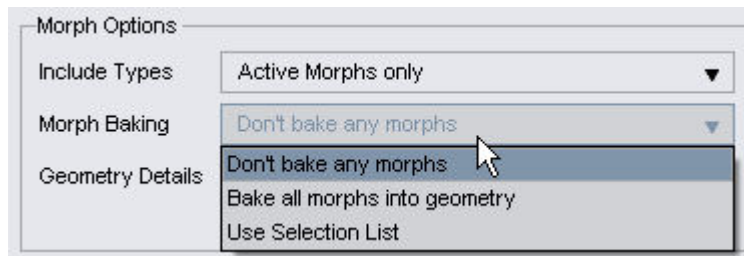 Morph Options
Include Types Active Morphs only
Morph Baking Don't bake any morphs
Geometry Details Don't bake any morphs
Bake all morphs into geometry
Use Selection List